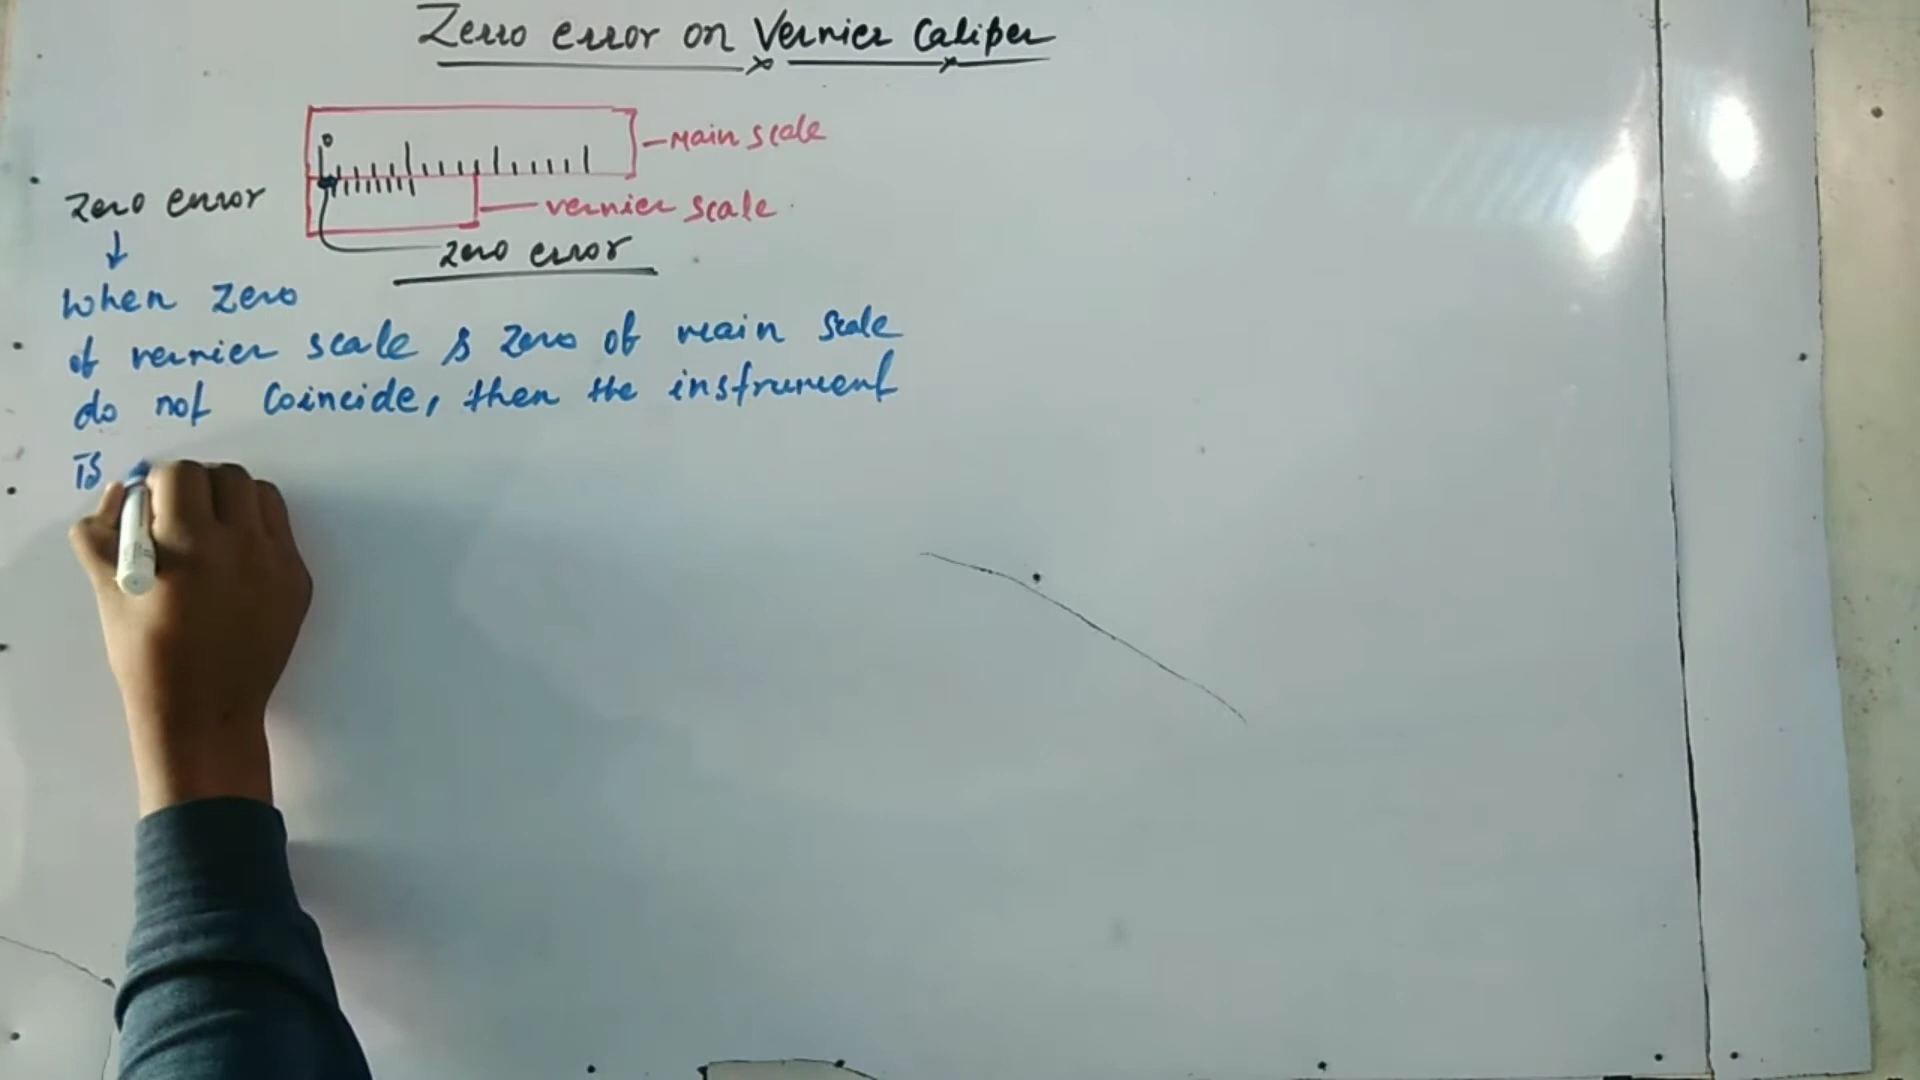 Zero error on Vernier Caliper
0
Main scale
zero error
vernier scale
zero error
When zero
of vernier scale & zero of main scale
do not coincide, then the instrument
is